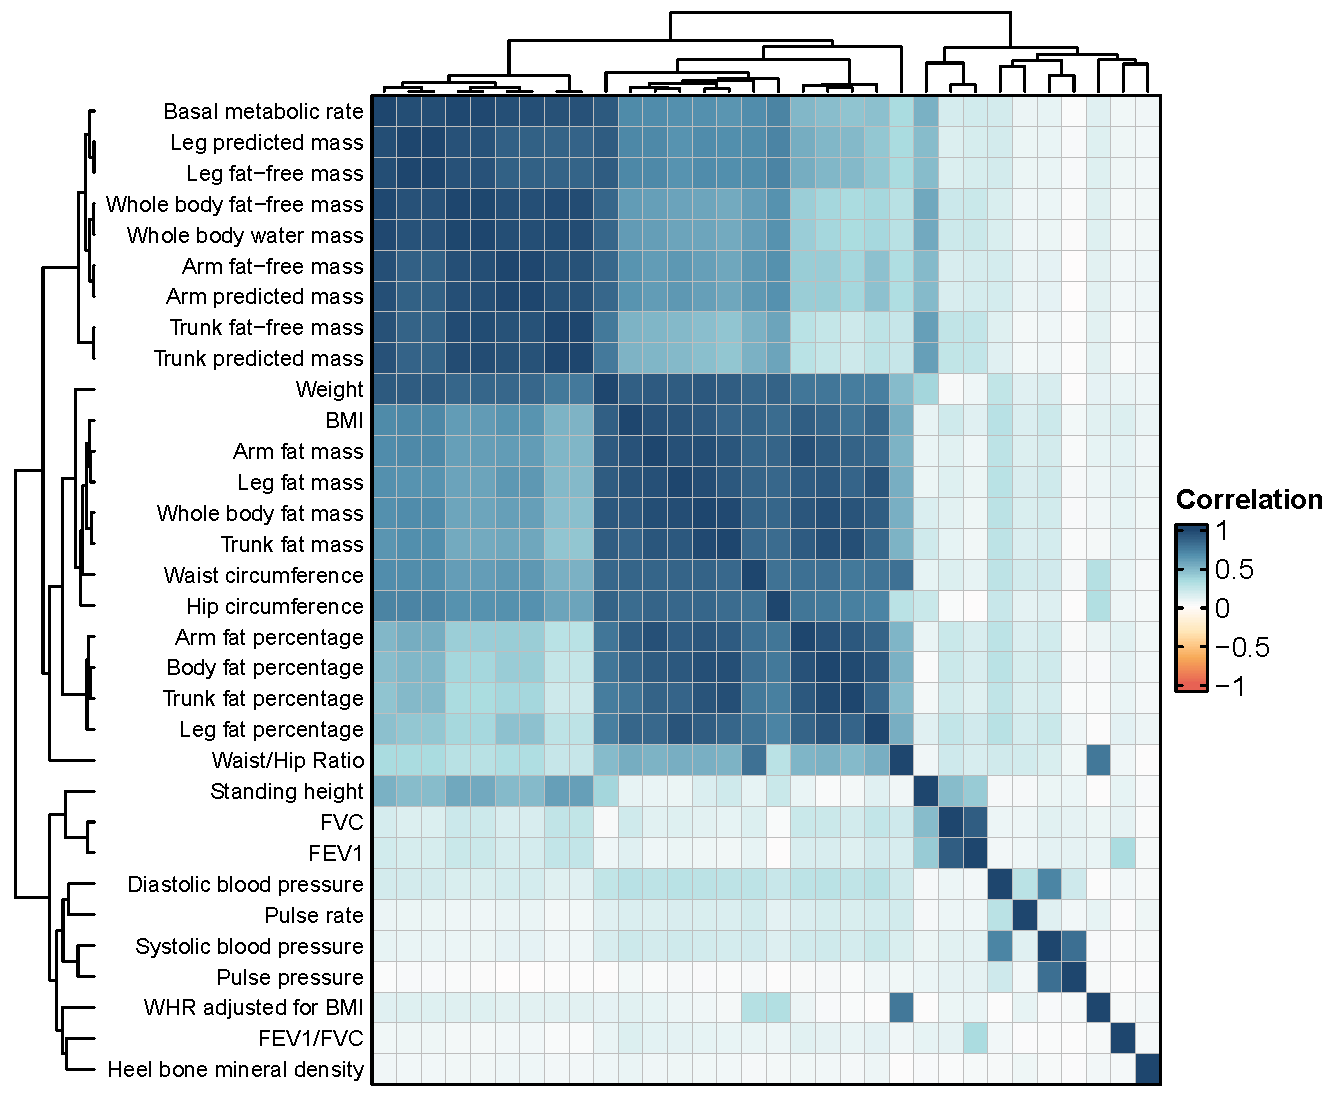 Basal metabolic rate
Leg predicted mass
Leg fat−free mass
Whole body fat−free mass
Whole body water mass
Arm fat−free mass
Arm predicted mass
Trunk fat−free mass
Trunk predicted mass
Weight
BMI
Arm fat mass
Leg fat mass
Whole body fat mass
Trunk fat mass
Waist circumference
Hip circumference
Arm fat percentage
Body fat percentage
Trunk fat percentage
Leg fat percentage
Waist/Hip Ratio
Standing height
FVC
FEV1
Diastolic blood pressure
Pulse rate
Systolic blood pressure
Pulse pressure
WHR adjusted for BMI
FEV1/FVC
Heel bone mineral density
Correlation
1
0.5
0
−0.5
−1